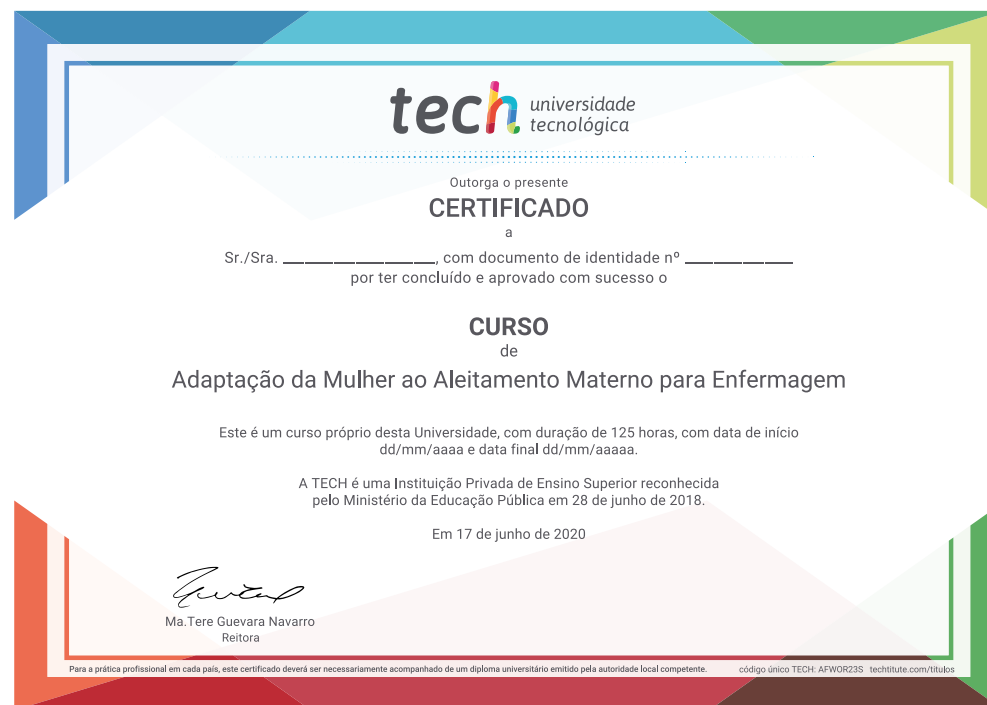 tech universidade
tecnológica
Outorga o presente
CERTIFICADO
a
Sr./Sra. ______________, com documento de identidade nº __________
por ter concluído e aprovado com sucesso o
CURSO
de
Adaptação da Mulher ao Aleitamento Materno para Enfermagem
Este é um curso próprio desta Universidade, com duração de 125 horas, com data de início
dd/mm/aaaa e data final dd/mm/aaaaa.
A TECH é uma Instituição Privada de Ensino Superior reconhecida
pelo Ministério da Educação Pública em 28 de junho de 2018.
Em 17 de junho de 2020
Ma.Tere Guevara Navarro
Reitora
Para a prática profissional em cada país, este certificado deverá ser necessariamente acompanhado de um diploma universitário emitido pela autoridade local competente. código único TECH: AFWOR23S techtitute.com/titulos